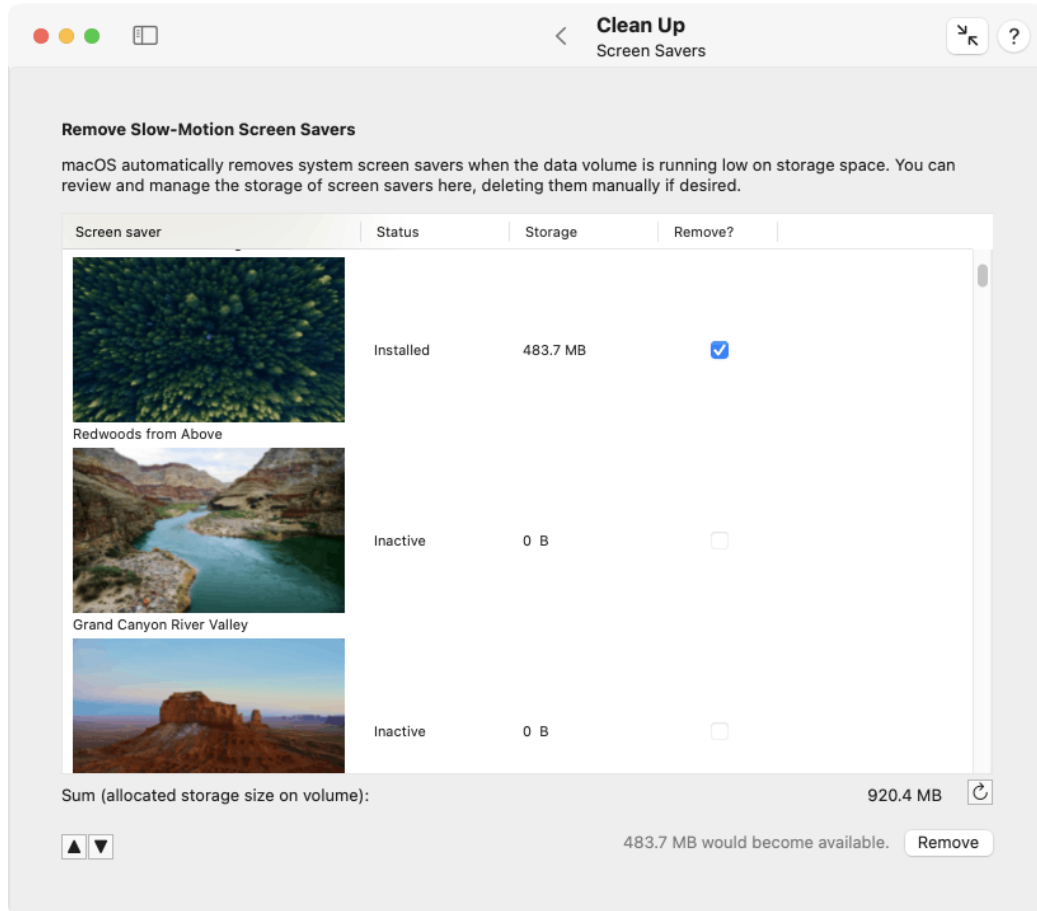 Clean Up
Screen Savers
?
Remove Slow-Motion Screen Savers
macOS automatically removes system screen savers when the data volume is running low on storage space. You can
review and manage the storage of screen savers here, deleting them manually if desired.
Screen saver Status Storage Remove?
Installed 483.7 MB
Redwoods from Above
Inactive 0 B
Grand Canyon River Valley
Inactive 0 B
Sum (allocated storage size on volume): 920.4 MB
483.7 MB would become available. Remove